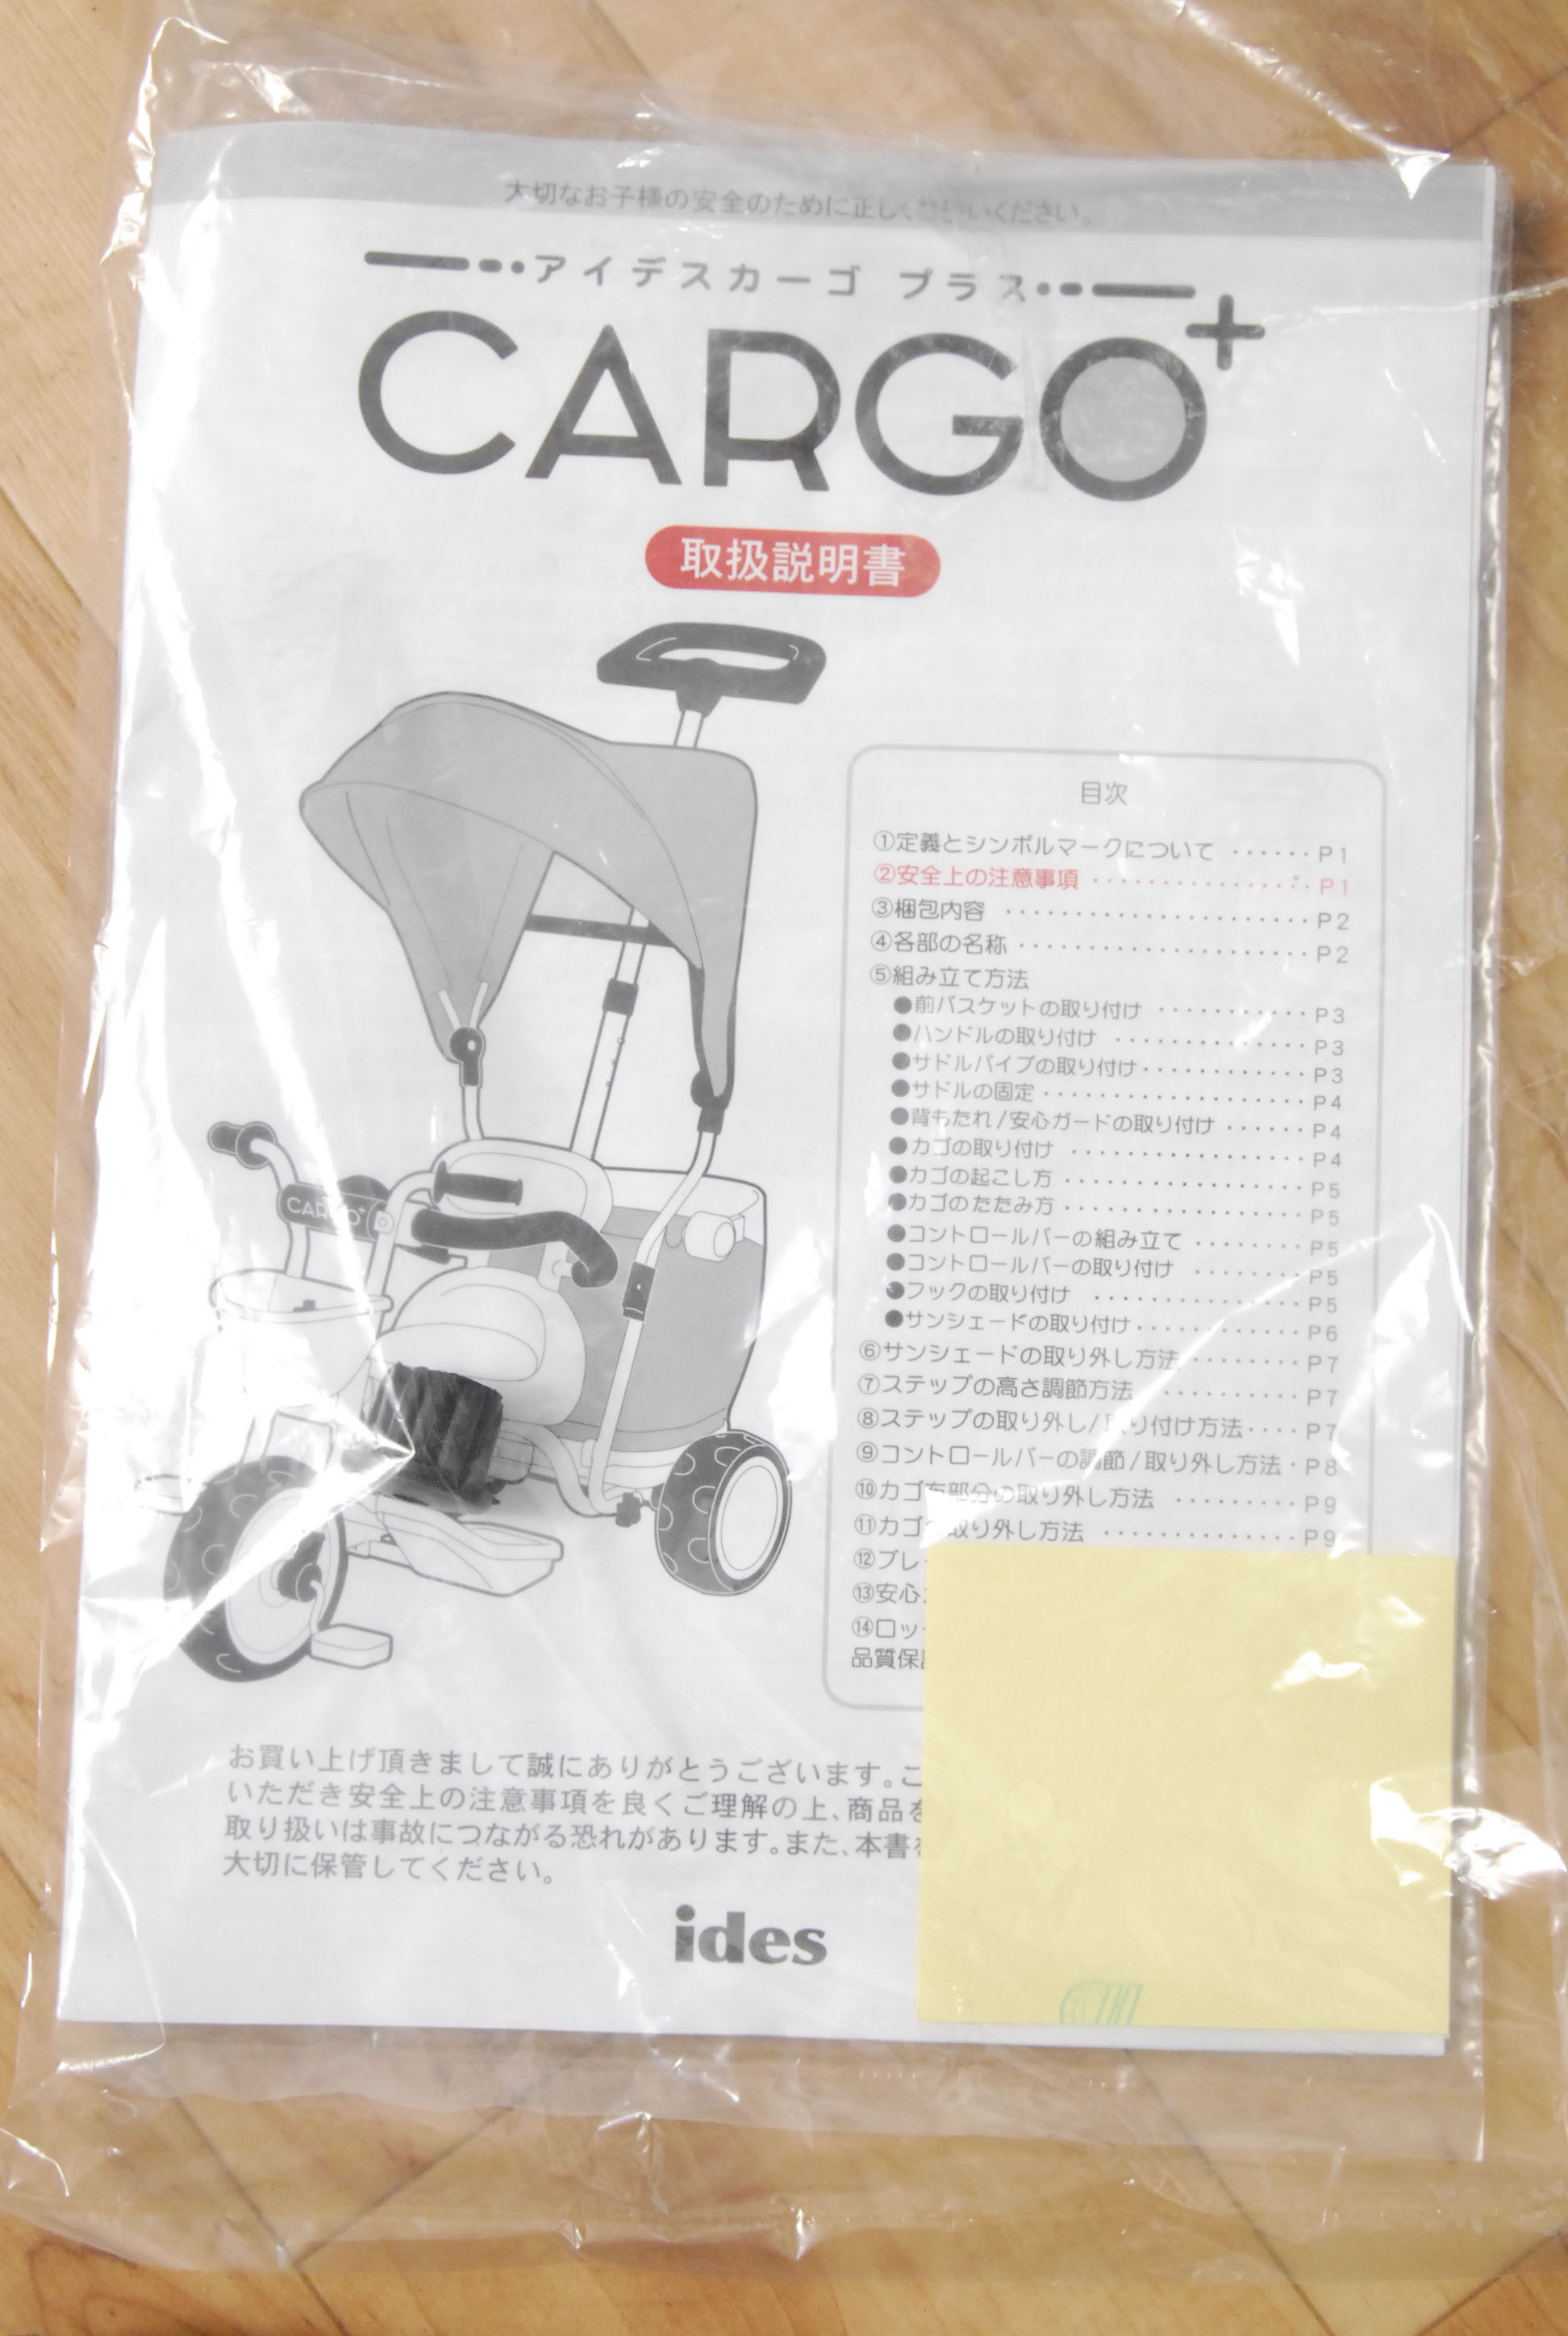 大切なお子様の安全のために正しくお使いください。
アイデスカーゴ プラス
CARGO+
取扱説明書
CARGO+
目次
①定義とシンボルマークについて ······ P1
②安全上の注意事項 ················· P1
③梱包内容 ······················ P2
④各部の名称 ····················· P2
⑤組み立て方法
●前バスケットの取り付け ··········· P3
●ハンドルの取り付け ·············· P3
●サドルパイプの取り付け ············ P3
●サドルの固定 ··················· P4
●背もたれ/安心ガードの取り付け ······ P4
●カゴの取り付け ················· P4
●カゴの起こし方 ················· P5
●カゴのたたみ方 ················· P5
●コントロールバーの組み立て ········ P5
●コントロールバーの取り付け ········ P5
●フックの取り付け ··············· P5
●サンシェードの取り付け ············ P6
⑥サンシェードの取り外し方法 ········ P7
⑦ステップの高さ調節方法 ··········· P7
⑧ステップの取り外し/取り付け方法 ···· P7
⑨コントロールバーの調節/取り外し方法 · P8
⑩カゴ布部分の取り外し方法 ········· P9
⑪カゴの取り外し方法 ·············· P9
⑫ブレ
⑬安心
⑭ロッ
品質保
お買い上げ頂きまして誠にありがとうございます。こ
いただき安全上の注意事項を良くご理解の上、商品を
取り扱いは事故につながる恐れがあります。また、本書を
大切に保管してください。
ides